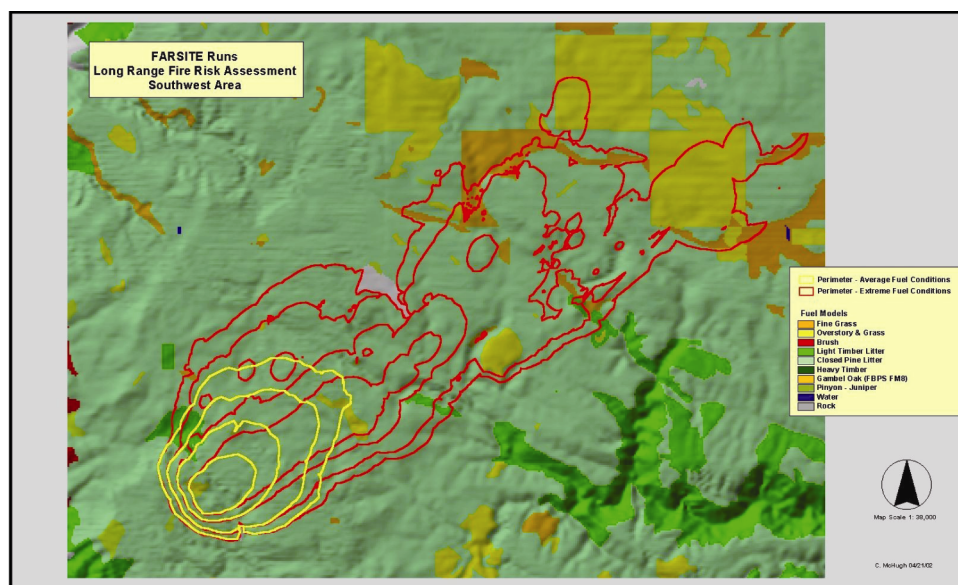 FARSITE Runs
Long Range Fire Risk Assessment
Southwest Area
Perimeter - Average Fuel Conditions
Perimeter - Extreme Fuel Conditions
Fuel Models
Fine Grass
Overstory & Grass
Brush
Light Timber Litter
Closed Pine Litter
Heavy Timber
Gambel Oak (FBPS FM8)
Pinyon - Juniper
Water
Rock
Map Scale 1: 38,000
C. McHugh 04/21/02